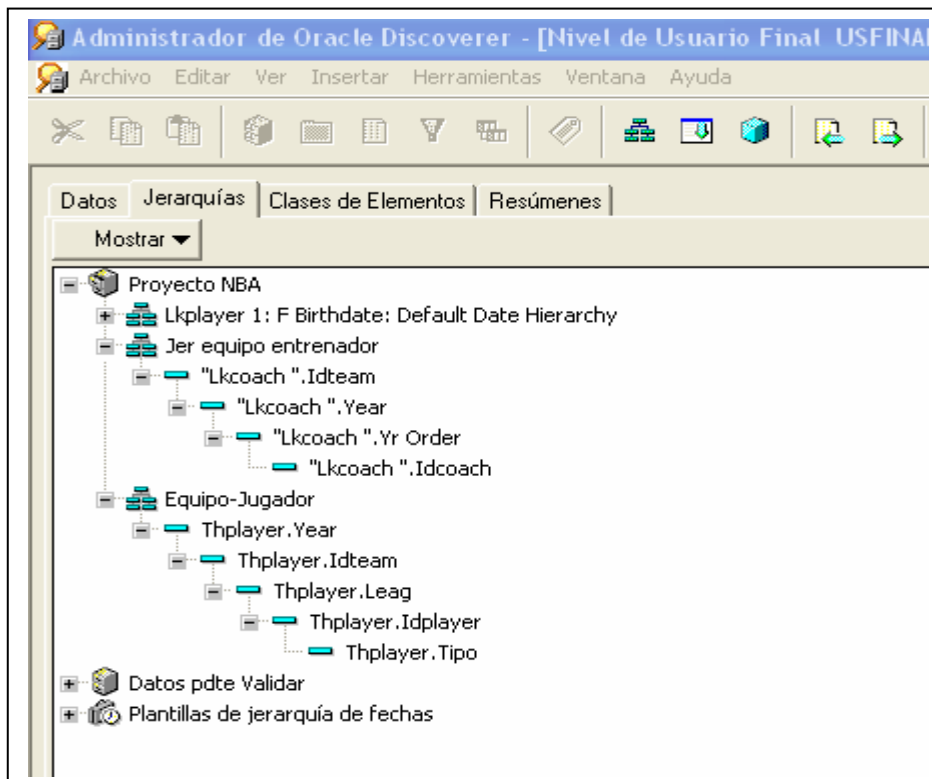 Administrador de Oracle Discoverer - [Nivel de Usuario Final USFINAL
Archivo Editar Ver Insertar Herramientas Ventana Ayuda
Datos Jerarquías Clases de Elementos Resúmenes
Mostrar
Proyecto NBA
Lkplayer 1: F Birthdate: Default Date Hierarchy
Jer equipo entrenador
"Lkcoach ".Idteam
"Lkcoach ".Year
"Lkcoach ".Yr Order
"Lkcoach ".Idcoach
Equipo-Jugador
Thplayer.Year
Thplayer.Idteam
Thplayer.Leag
Thplayer.Idplayer
Thplayer.Tipo
Datos pdte Validar
Plantillas de jerarquía de fechas